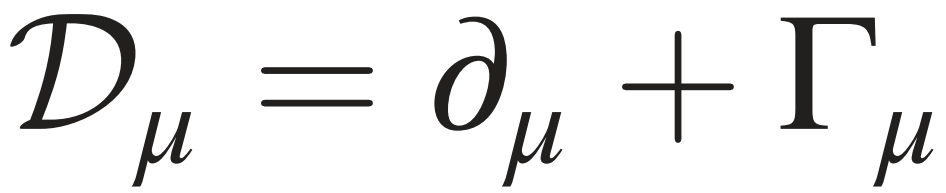 𝒟_μ = ∂_μ + Γ_μ